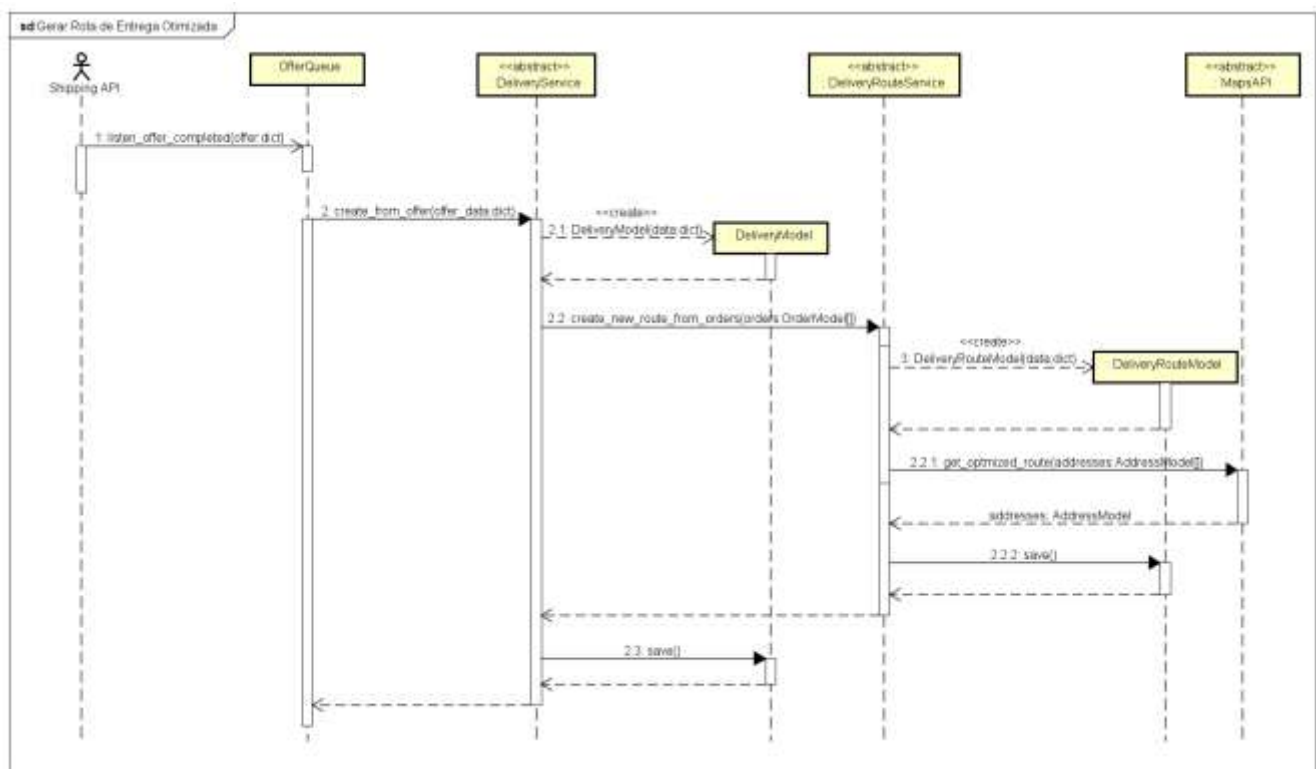 sd Gerar Rota de Entrega Otimizada
Shipping API
OfferQueue
<<abstract>>
DeliveryService
<<abstract>>
DeliveryRouteService
<<abstract>>
MapsAPI
1: listen_offer_completed(offer:dict)
2: create_from_offer(offer_data:dict)
<<create>>
2.1: DeliveryModel(data:dict)
DeliveryModel
2.2: create_new_route_from_orders(orders:OrderModel[])
<<create>>
3: DeliveryRouteModel(data:dict)
DeliveryRouteModel
2.2.1: get_optmized_route(addresses:AddressModel[])
addresses: AddressModel
2.2.2: save()
2.3: save()